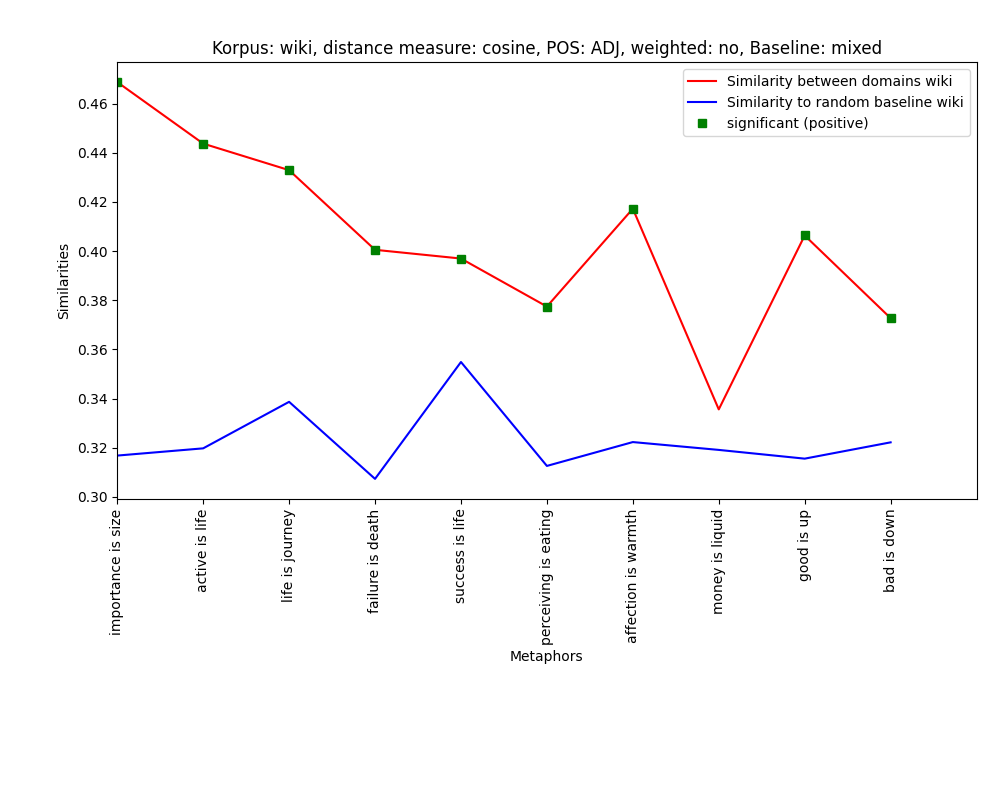 Korpus: wiki, distance measure: cosine, POS: ADJ, weighted: no, Baseline: mixed
Similarity between domains wiki
Similarity to random baseline wiki
significant (positive)
Similarities
0.46
0.44
0.42
0.40
0.38
0.36
0.34
0.32
0.30
importance is size
active is life
life is journey
failure is death
success is life
perceiving is eating
affection is warmth
money is liquid
good is up
bad is down
Metaphors